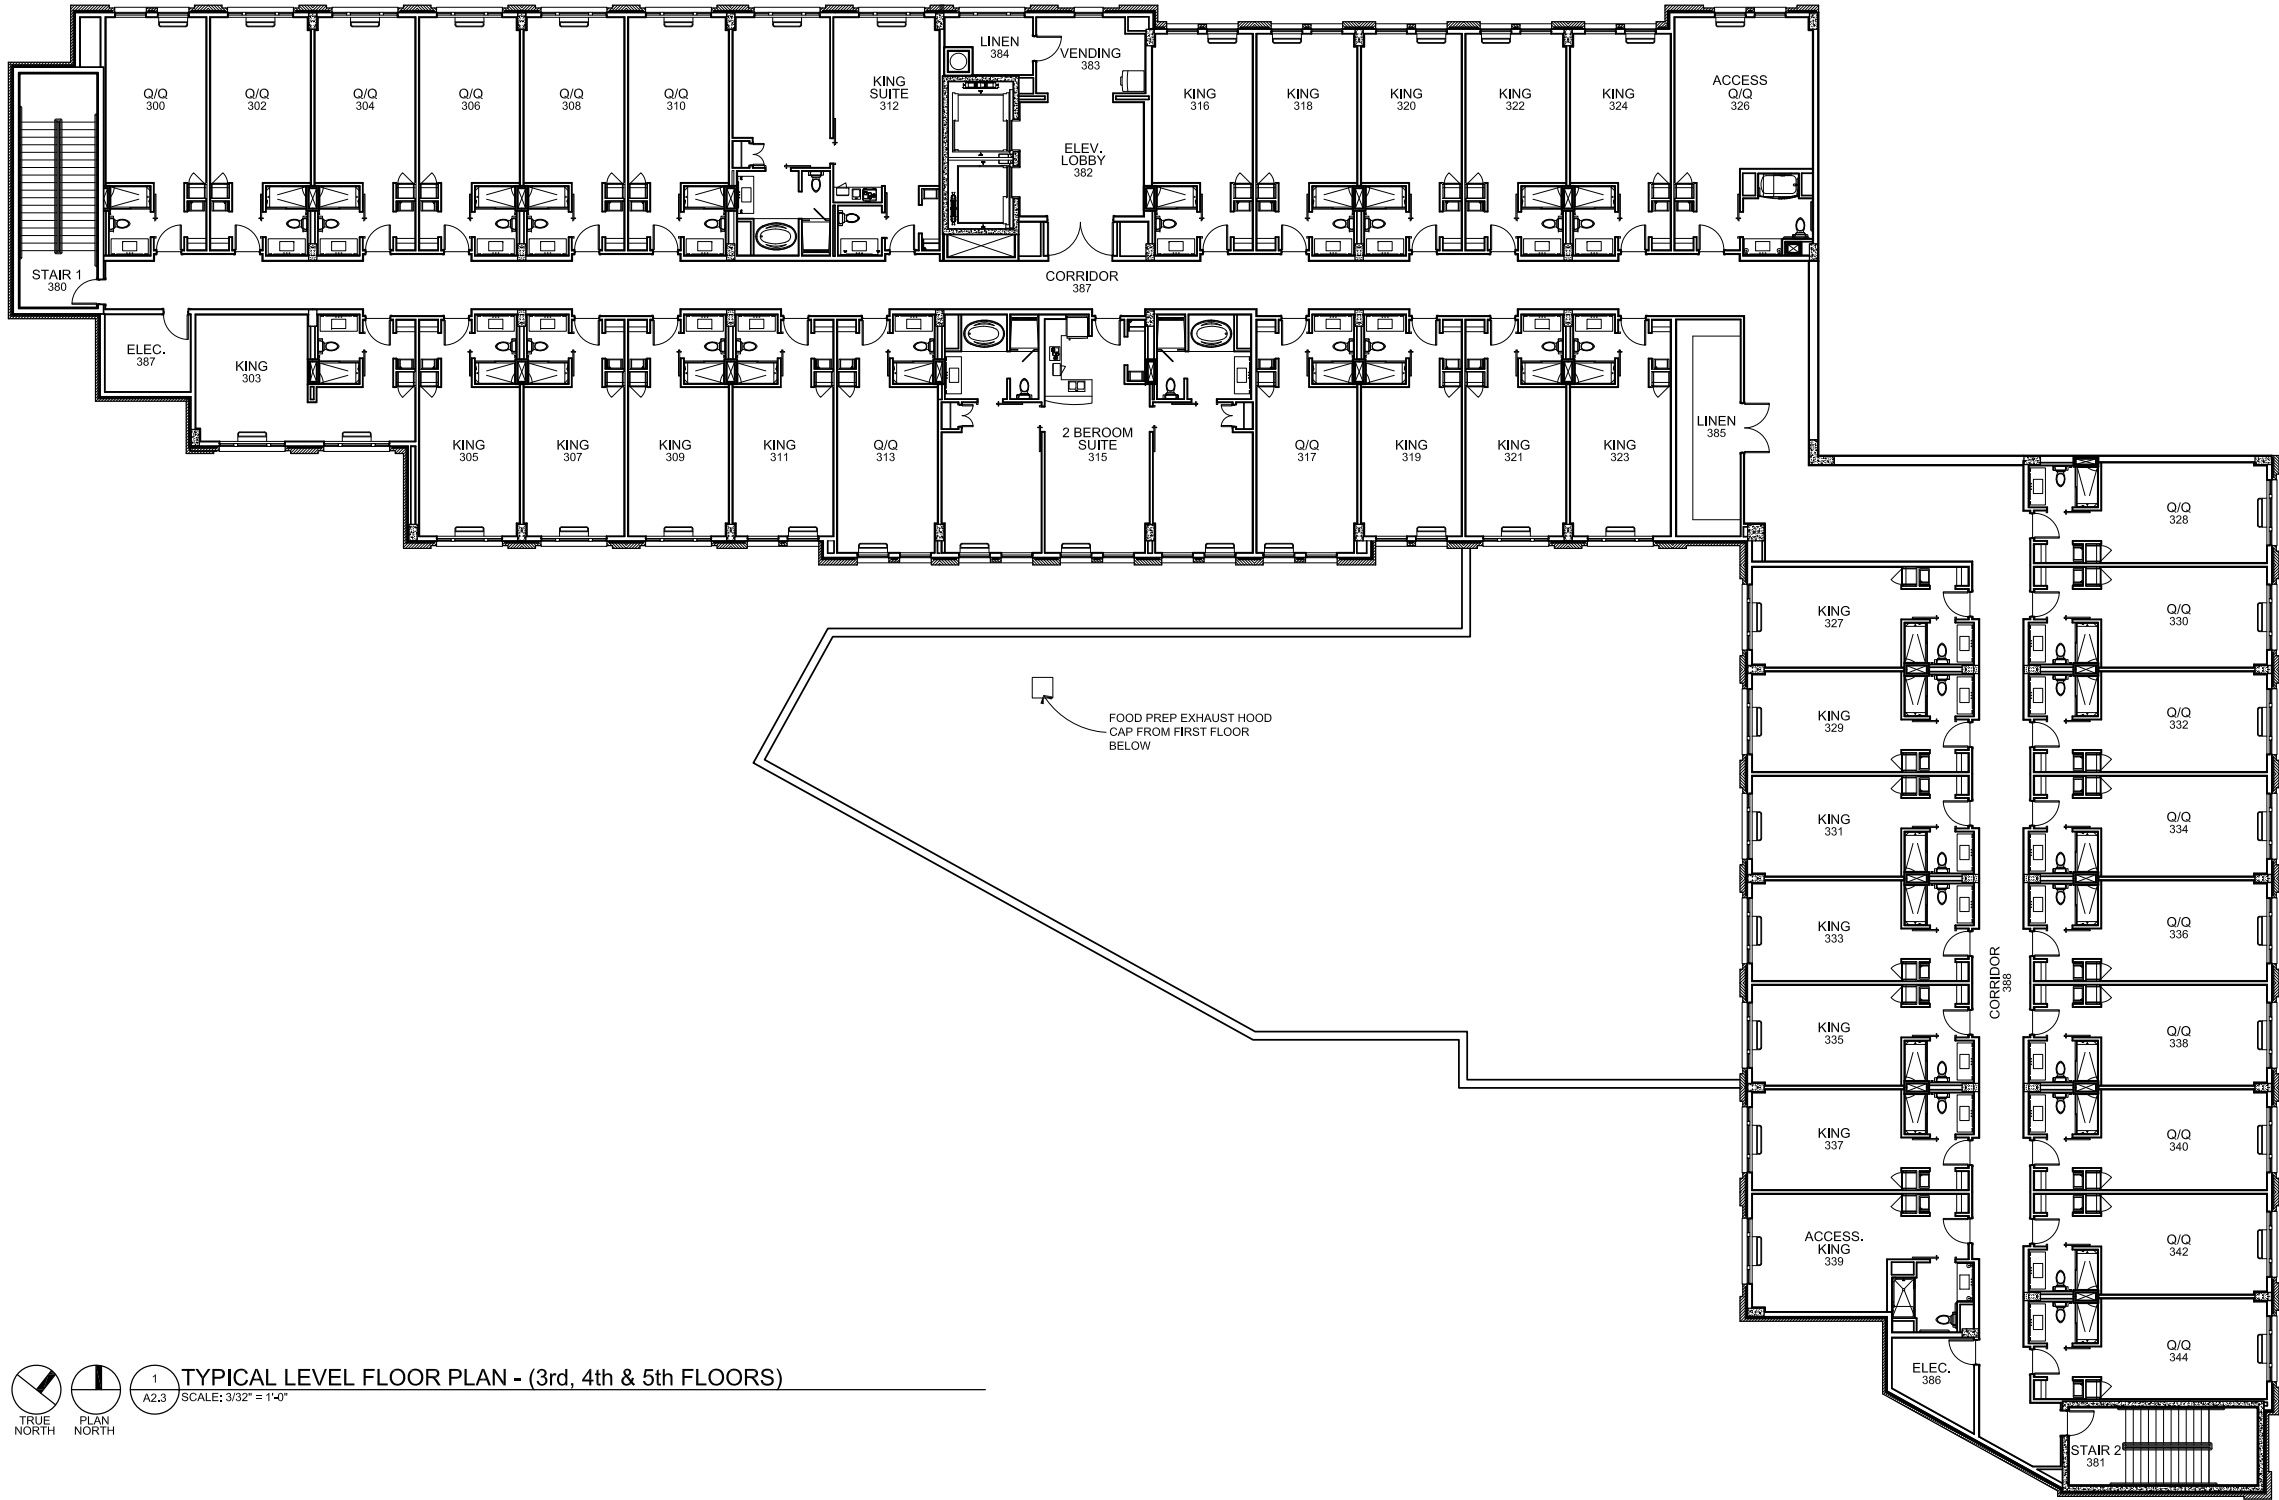 Q/Q
300
Q/Q
302
Q/Q
304
Q/Q
306
Q/Q
308
Q/Q
310
KING
SUITE
312
LINEN
384
VENDING
383
ELEV.
LOBBY
382
KING
316
KING
318
KING
320
KING
322
KING
324
ACCESS
Q/Q
326
STAIR 1
380
CORRIDOR
387
ELEC.
387
KING
303
KING
305
KING
307
KING
309
KING
311
Q/Q
313
2 BEROOM
SUITE
315
Q/Q
317
KING
319
KING
321
KING
323
LINEN
385
Q/Q
328
KING
327
Q/Q
330
KING
329
Q/Q
332
KING
331
Q/Q
334
KING
333
Q/Q
336
CORRIDOR
388
KING
335
Q/Q
338
KING
337
Q/Q
340
ACCESS.
KING
339
Q/Q
342
Q/Q
344
ELEC.
386
STAIR 2
381
FOOD PREP EXHAUST HOOD
CAP FROM FIRST FLOOR
BELOW
TRUE
NORTH
PLAN
NORTH
1
A2.3
TYPICAL LEVEL FLOOR PLAN - (3rd, 4th & 5th FLOORS)
SCALE: 3/32" = 1'-0"